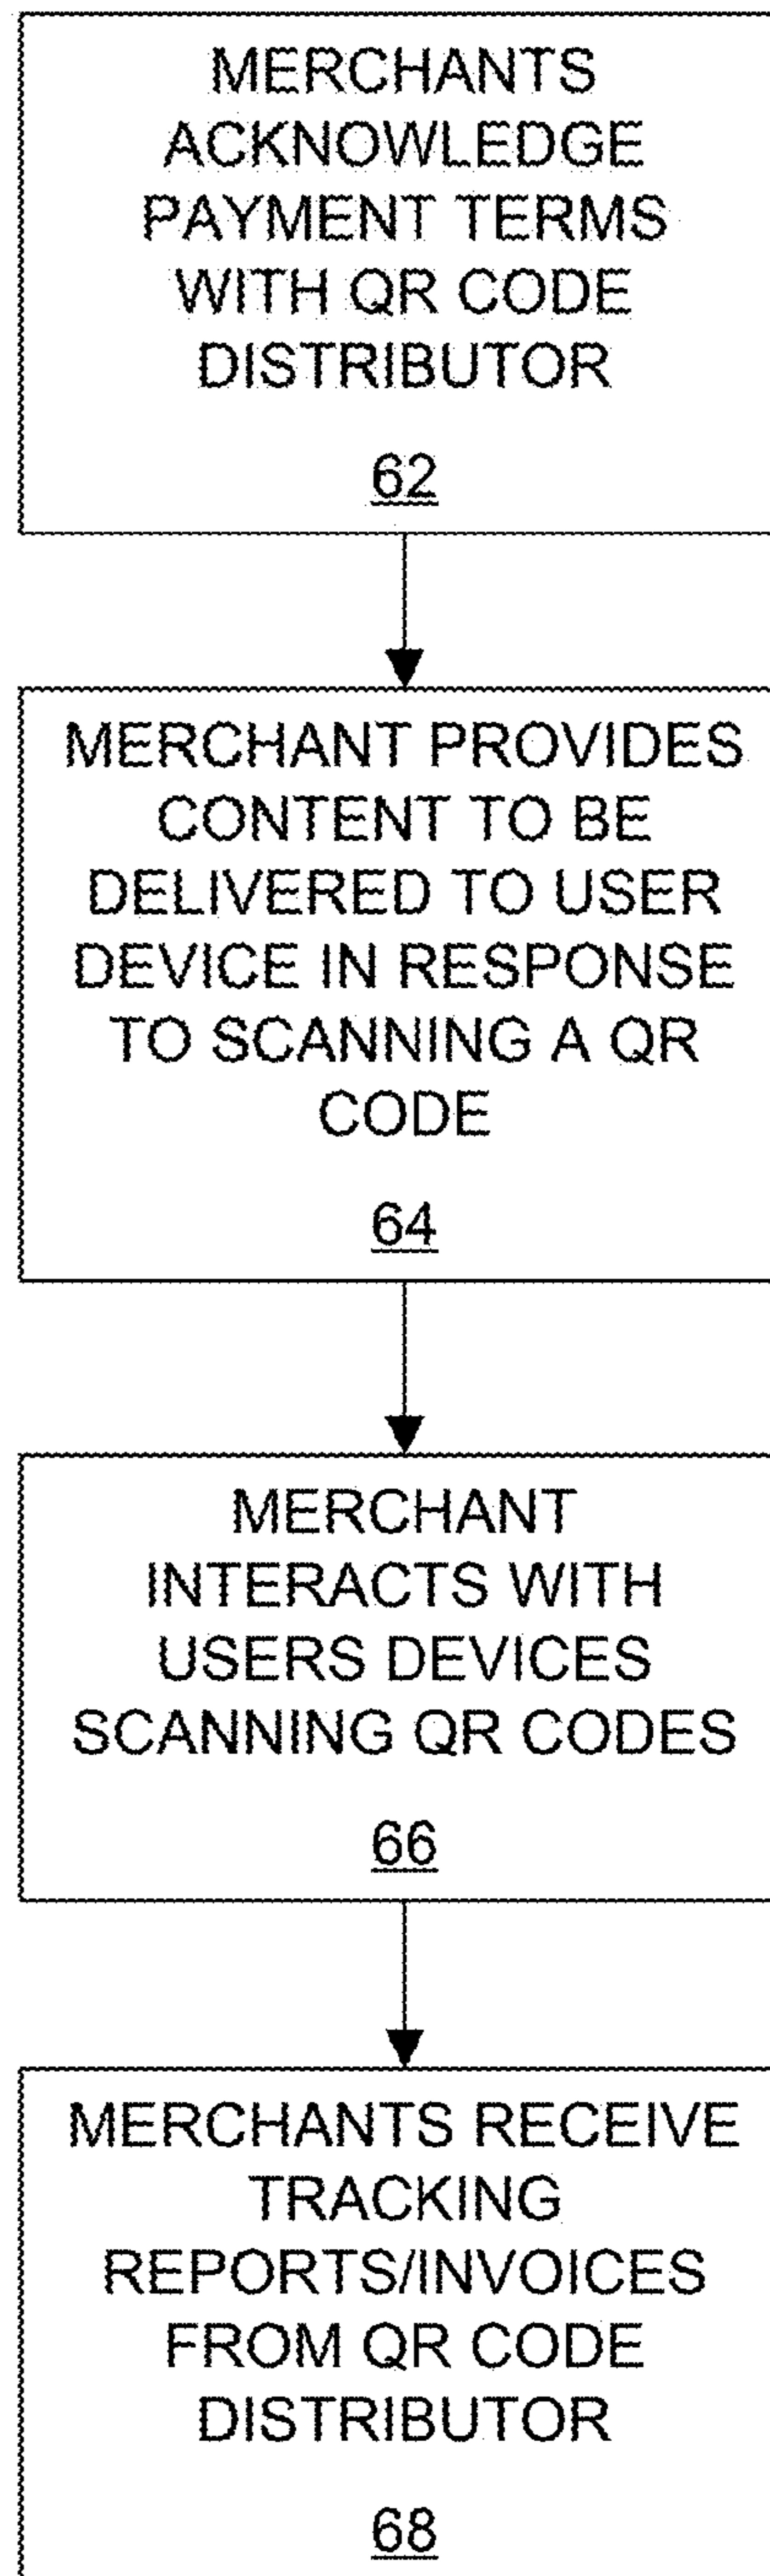 MERCHANTS
ACKNOWLEDGE
PAYMENT TERMS
WITH QR CODE
DISTRIBUTOR
62
MERCHANT PROVIDES
CONTENT TO BE
DELIVERED TO USER
DEVICE IN RESPONSE
TO SCANNING A QR
CODE
64
MERCHANT
INTERACTS WITH
USERS DEVICES
SCANNING QR CODES
66
MERCHANTS RECEIVE
TRACKING
REPORTS/INVOICES
FROM QR CODE
DISTRIBUTOR
68